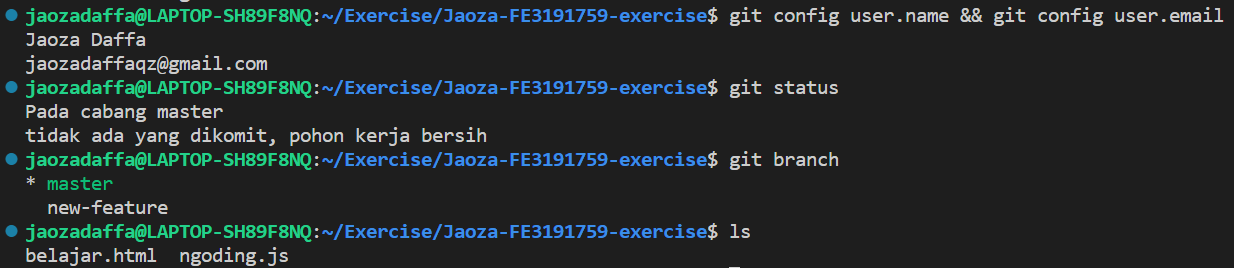 jaozadaffa@LAPTOP-SH89F8NQ:~/Exercise/Jaoza-FE3191759-exercise$ git config user.name && git config user.email
Jaoza Daffa
jaozadaffaqz@gmail.com
jaozadaffa@LAPTOP-SH89F8NQ:~/Exercise/Jaoza-FE3191759-exercise$ git status
Pada cabang master
tidak ada yang dikomit, pohon kerja bersih
jaozadaffa@LAPTOP-SH89F8NQ:~/Exercise/Jaoza-FE3191759-exercise$ git branch
* master
  new-feature
jaozadaffa@LAPTOP-SH89F8NQ:~/Exercise/Jaoza-FE3191759-exercise$ ls
belajar.html  ngoding.js